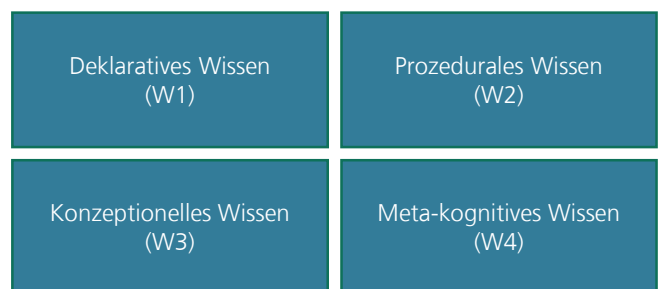 Deklaratives Wissen
(W1)
Prozedurales Wissen
(W2)
Konzeptionelles Wissen
(W3)
Meta-kognitives Wissen
(W4)